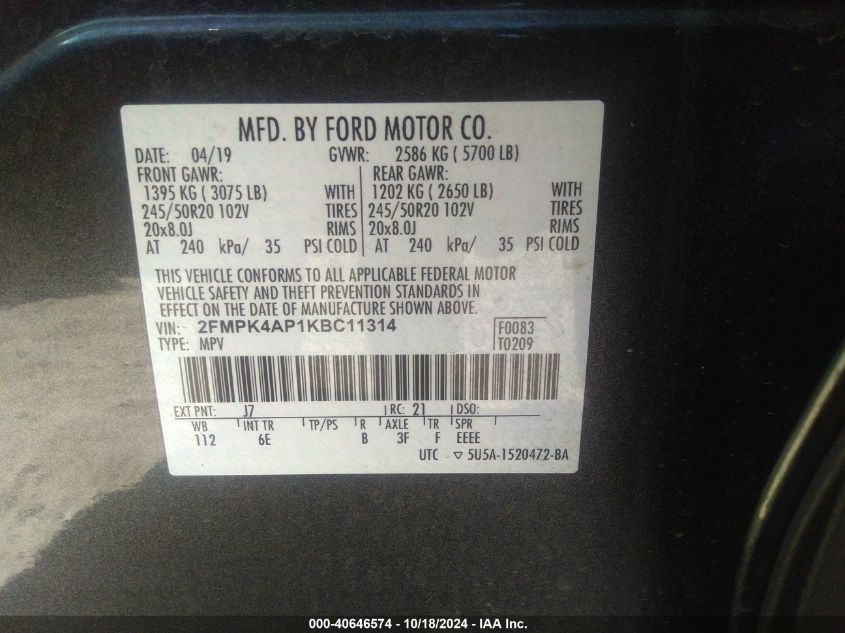 MFD. BY FORD MOTOR CO.
DATE: 04/19 GVWR: 2586 KG ( 5700 LB)
FRONT GAWR: REAR GAWR:
1395 KG ( 3075 LB) WITH 1202 KG ( 2650 LB) WITH
245/50R20 102V TIRES 245/50R20 102V TIRES
20x8.0J RIMS 20x8.0J RIMS
AT 240 kPa/ 35 PSI COLD AT 240 kPa/ 35 PSI COLD
THIS VEHICLE CONFORMS TO ALL APPLICABLE FEDERAL MOTOR
VEHICLE SAFETY AND THEFT PREVENTION STANDARDS IN
EFFECT ON THE DATE OF MANUFACTURE SHOWN ABOVE.
VIN: 2FMPK4AP1KBC11314 F0083
TYPE: MPV T0209
EXT PNT: J7 RC: 21 DSO:
WB INT TR TP/PS R AXLE TR SPR
112 6E B 3F F EEEE
UTC ▽ 5U5A-1520472-BA
000-40646574 / 10/18/2024 - IAA Inc.